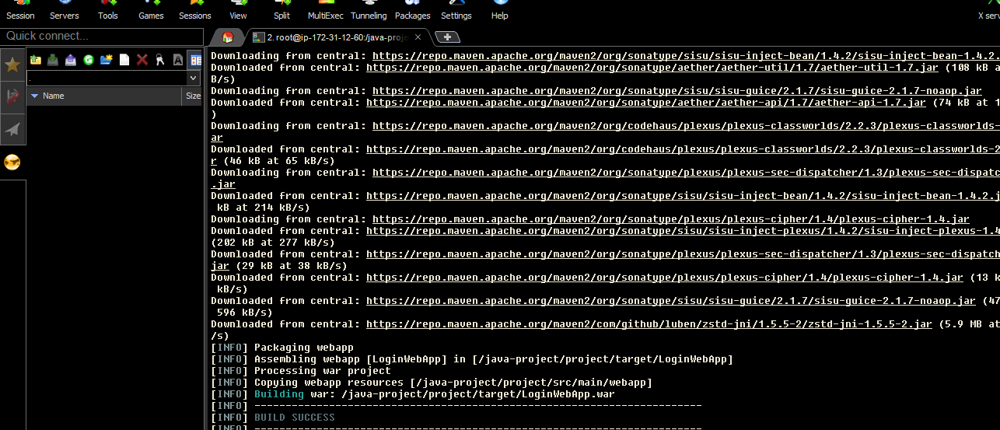 Session Servers Tools Games Sessions View Split MultiExec Tunneling Packages Settings Help X serv
Quick connect...
2. root@ip-172-31-12-60:/java-proje
.
Name Size
Downloading from central: https://repo.maven.apache.org/maven2/org/sonatype/sisu/sisu-inject-bean/1.4.2/sisu-inject-bean-1.4.2.
Downloaded from central: https://repo.maven.apache.org/maven2/org/sonatype/aether/aether-util/1.7/aether-util-1.7.jar (108 kB a
B/s)
Downloading from central: https://repo.maven.apache.org/maven2/org/sonatype/sisu/sisu-guice/2.1.7/sisu-guice-2.1.7-noaop.jar
Downloaded from central: https://repo.maven.apache.org/maven2/org/sonatype/aether/aether-api/1.7/aether-api-1.7.jar (74 kB at 1
)
Downloading from central: https://repo.maven.apache.org/maven2/org/codehaus/plexus/plexus-classworlds/2.2.3/plexus-classworlds-
ar
Downloaded from central: https://repo.maven.apache.org/maven2/org/codehaus/plexus/plexus-classworlds/2.2.3/plexus-classworlds-2
r (46 kB at 65 kB/s)
Downloading from central: https://repo.maven.apache.org/maven2/org/sonatype/plexus/plexus-sec-dispatcher/1.3/plexus-sec-dispatc
.jar
Downloaded from central: https://repo.maven.apache.org/maven2/org/sonatype/sisu/sisu-inject-bean/1.4.2/sisu-inject-bean-1.4.2.j
kB at 214 kB/s)
Downloading from central: https://repo.maven.apache.org/maven2/org/sonatype/plexus/plexus-cipher/1.4/plexus-cipher-1.4.jar
Downloaded from central: https://repo.maven.apache.org/maven2/org/sonatype/sisu/sisu-inject-plexus/1.4.2/sisu-inject-plexus-1.4
(202 kB at 277 kB/s)
Downloaded from central: https://repo.maven.apache.org/maven2/org/sonatype/plexus/plexus-sec-dispatcher/1.3/plexus-sec-dispatch
jar (29 kB at 38 kB/s)
Downloaded from central: https://repo.maven.apache.org/maven2/org/sonatype/plexus/plexus-cipher/1.4/plexus-cipher-1.4.jar (13 k
kB/s)
Downloaded from central: https://repo.maven.apache.org/maven2/org/sonatype/sisu/sisu-guice/2.1.7/sisu-guice-2.1.7-noaop.jar (47
596 kB/s)
Downloaded from central: https://repo.maven.apache.org/maven2/com/github/luben/zstd-jni/1.5.5-2/zstd-jni-1.5.5-2.jar (5.9 MB at
/s)
[INFO] Packaging webapp
[INFO] Assembling webapp [LoginWebApp] in [/java-project/project/target/LoginWebApp]
[INFO] Processing war project
[INFO] Copying webapp resources [/java-project/project/src/main/webapp]
[INFO] Building war: /java-project/project/target/LoginWebApp.war
[INFO] ------------------------------------------------------------------------
[INFO] BUILD SUCCESS
[INFO] ------------------------------------------------------------------------